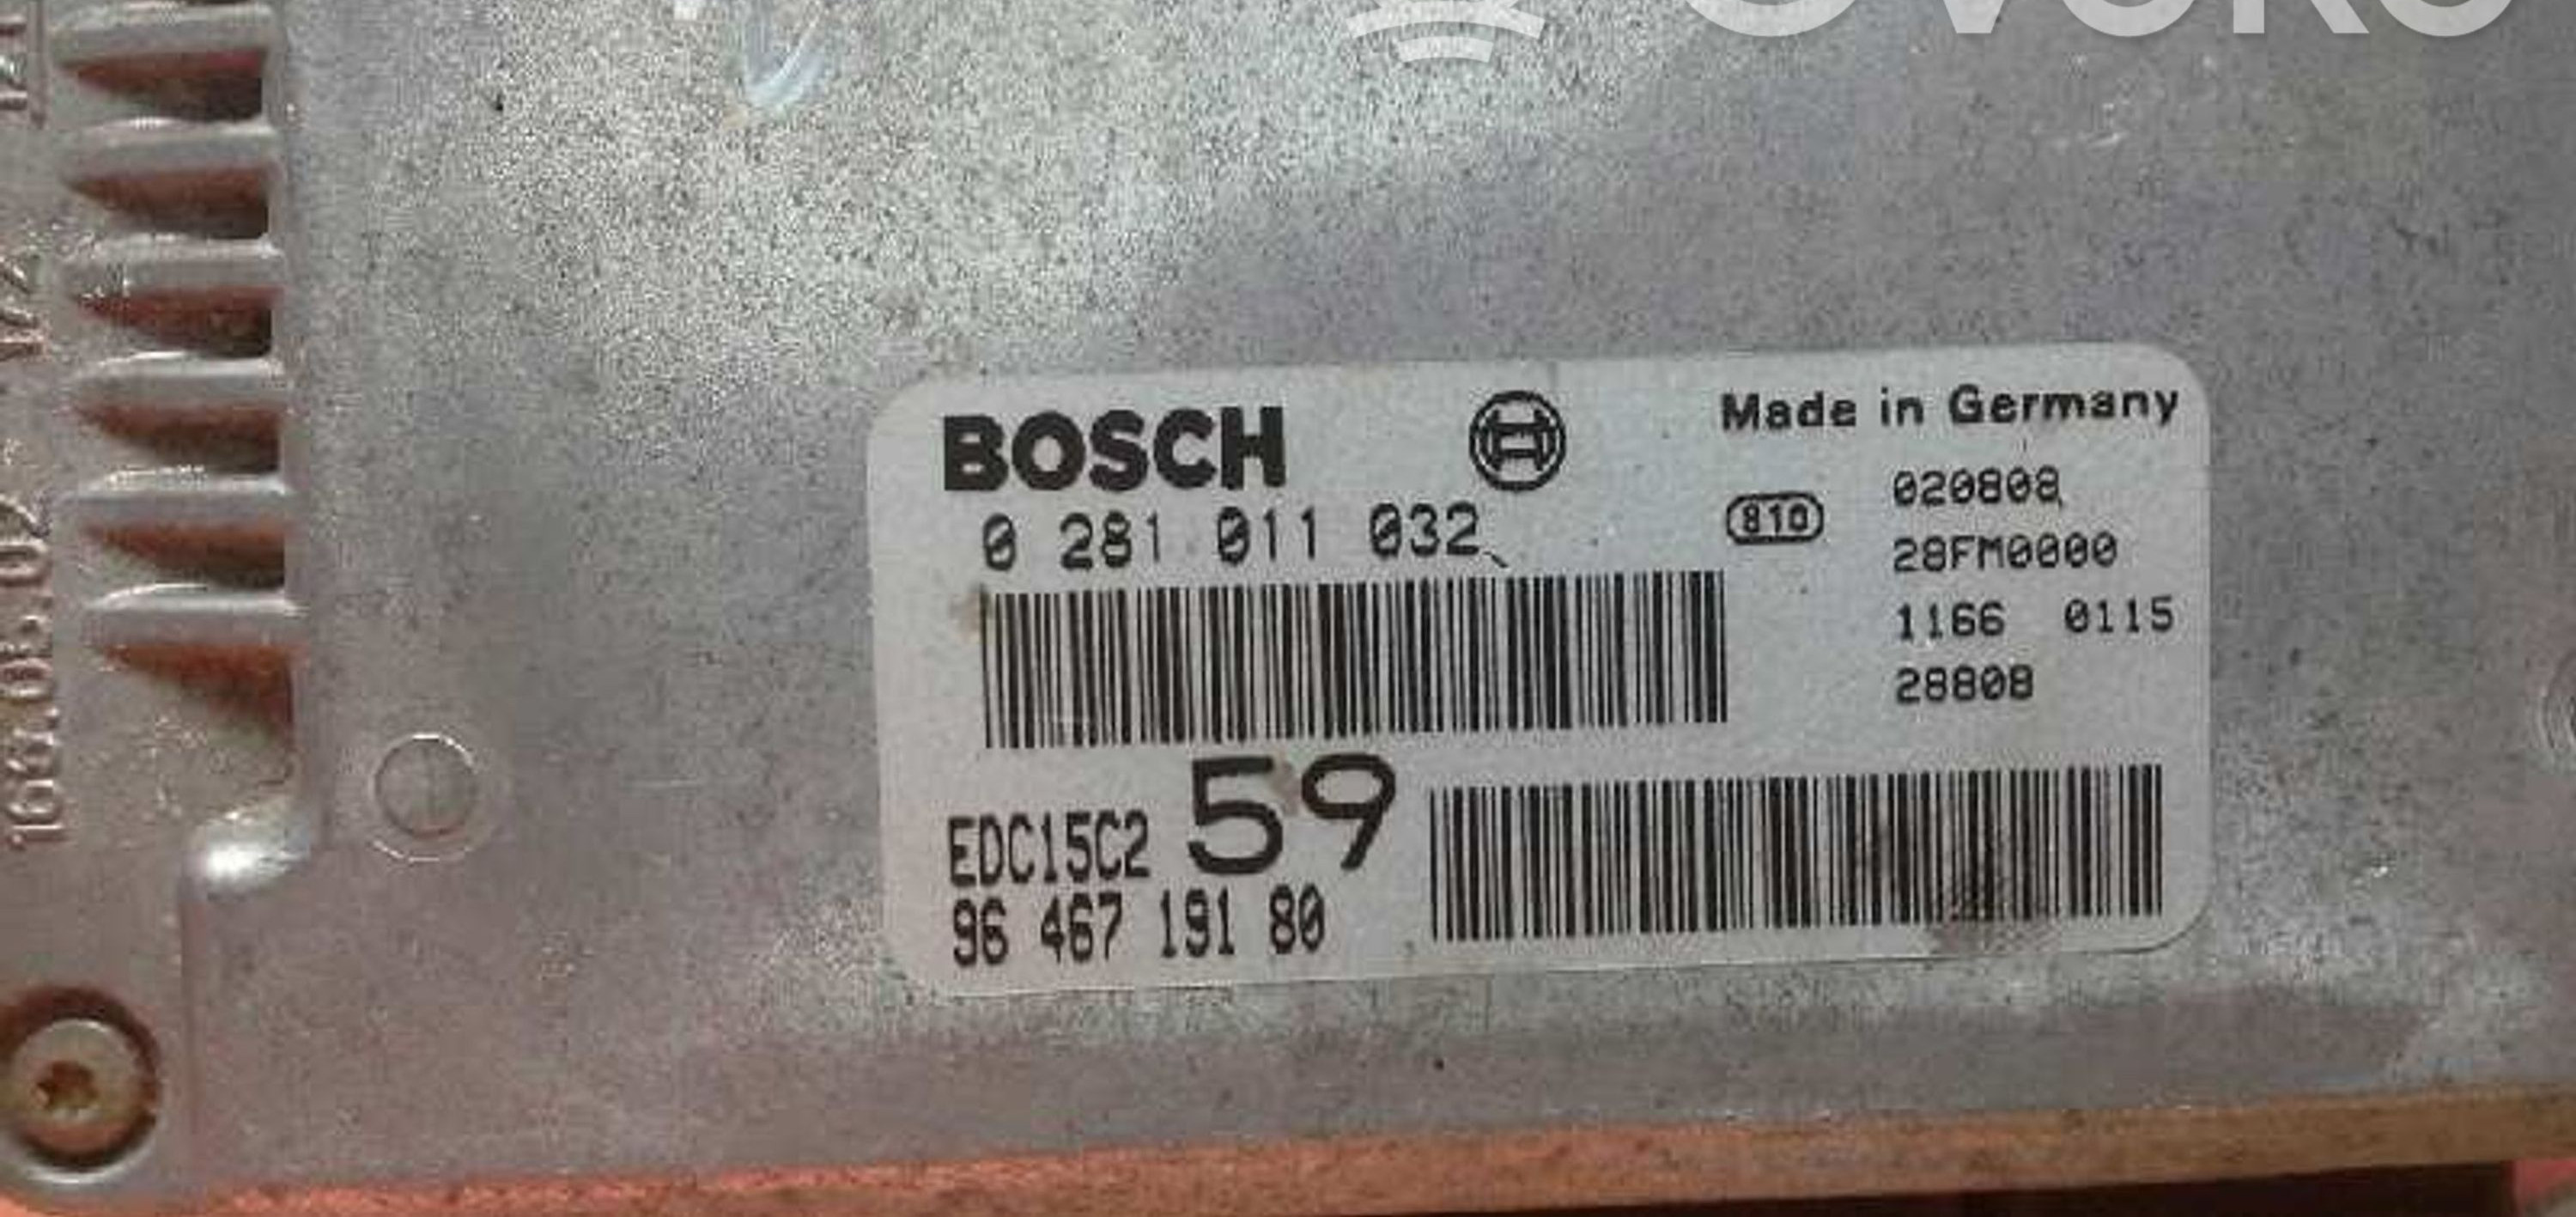 BOSCH
Made in Germany
0 281 011 032
810
020808
28FM0000
1166 0115
28808
EDC15C2 59
96 467 191 80